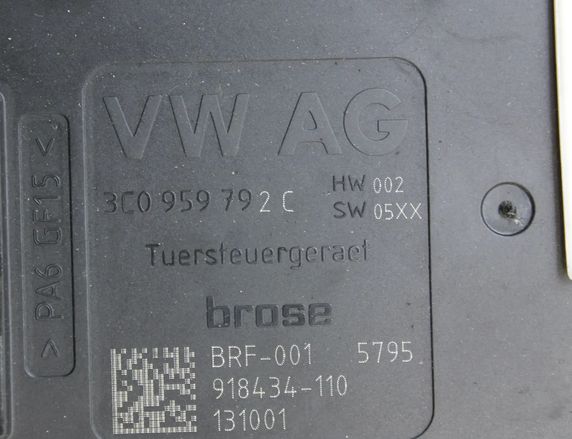 VW AG
3C0 959 792 C HW 002
SW 05XX
Tuersteuergeraet
brose
BRF-001 5795
918434-110
131001
> PA6 GF15 <